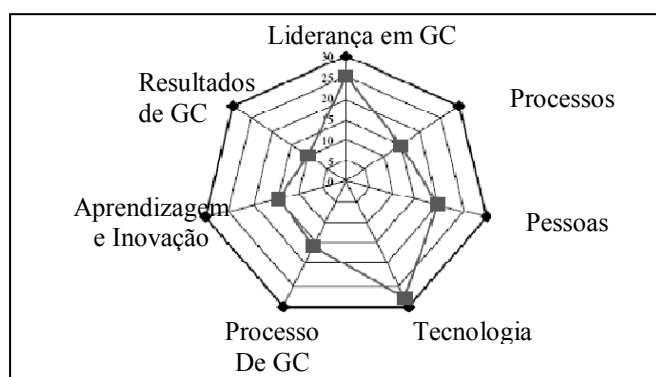 Liderança em GC
30
25
20
15
10
5
0
Processos
Pessoas
Tecnologia
Processo
De GC
Aprendizagem
e Inovação
Resultados
de GC